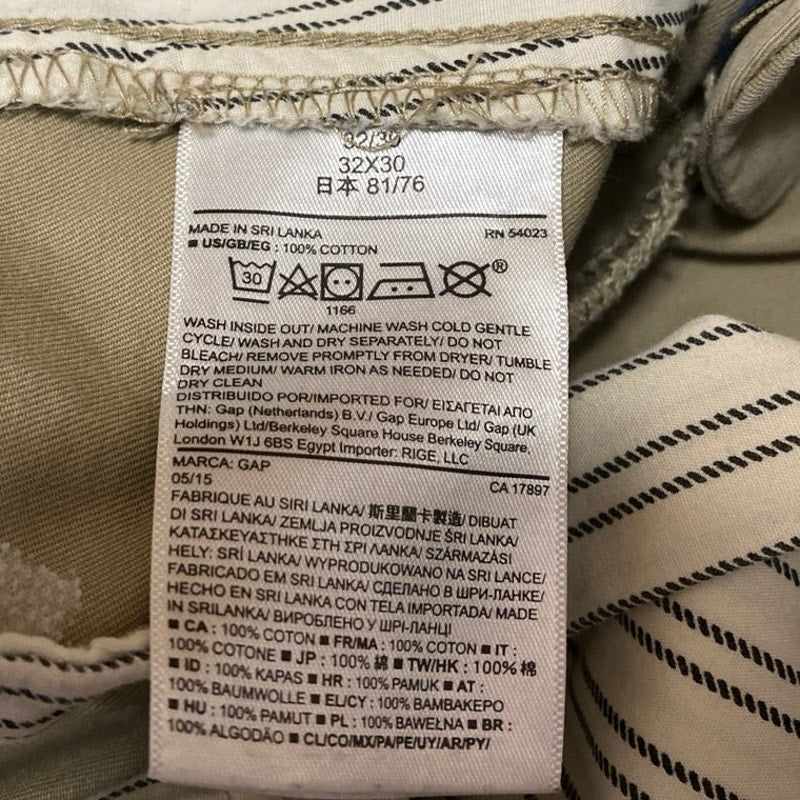 32/30
32X30
日本 81/76
MADE IN SRI LANKA RN 54023
■ US/GB/EG : 100% COTTON
30 ®
1166
WASH INSIDE OUT/ MACHINE WASH COLD GENTLE
CYCLE/ WASH AND DRY SEPARATELY/ DO NOT
BLEACH/ REMOVE PROMPTLY FROM DRYER/ TUMBLE
DRY MEDIUM/ WARM IRON AS NEEDED/ DO NOT
DRY CLEAN
DISTRIBUIDO POR/IMPORTED FOR/ ΕΙΣΑΓΕΤΑΙ ΑΠΟ
ΤΗΝ: Gap (Netherlands) B.V./ Gap Europe Ltd/ Gap (UK
Holdings) Ltd/Berkeley Square House Berkeley Square,
London W1J 6BS Egypt Importer: RIGE, LLC
MARCA: GAP
05/15 CA 17897
FABRIQUE AU SIRI LANKA/ 斯里蘭卡製造/ DIBUAT
DI SRI LANKA/ ZEMLJA PROIZVODNJE ŠRI LANKA/
ΚΑΤΑΣΚΕΥΑΣΤΗΚΕ ΣΤΗ ΣΡΙ ΛΑΝΚΑ/ SZÁRMAZÁSI
HELY: SRÍ LANKA/ WYPRODUKOWANO NA SRI LANCE/
FABRICADO EM SRI LANKA/ СДЕЛАНО В ШРИ-ЛАНКЕ/
HECHO EN SRI LANKA CON TELA IMPORTADA/ MADE
IN SRILANKA/ ВИРОБЛЕНО У ШРІ-ЛАНЦІ
■ CA : 100% COTON ■ FR/MA : 100% COTON ■ IT :
100% COTONE ■ JP : 100% 綿 ■ TW/HK : 100% 棉
■ ID : 100% KAPAS ■ HR : 100% PAMUK ■ AT :
100% BAUMWOLLE ■ EL/CY : 100% ΒΑΜΒΑΚΕΡΟ
■ HU : 100% PAMUT ■ PL : 100% BAWEŁNA ■ BR :
100% ALGODÃO ■ CL/CO/MX/PA/PE/UY/AR/PY/